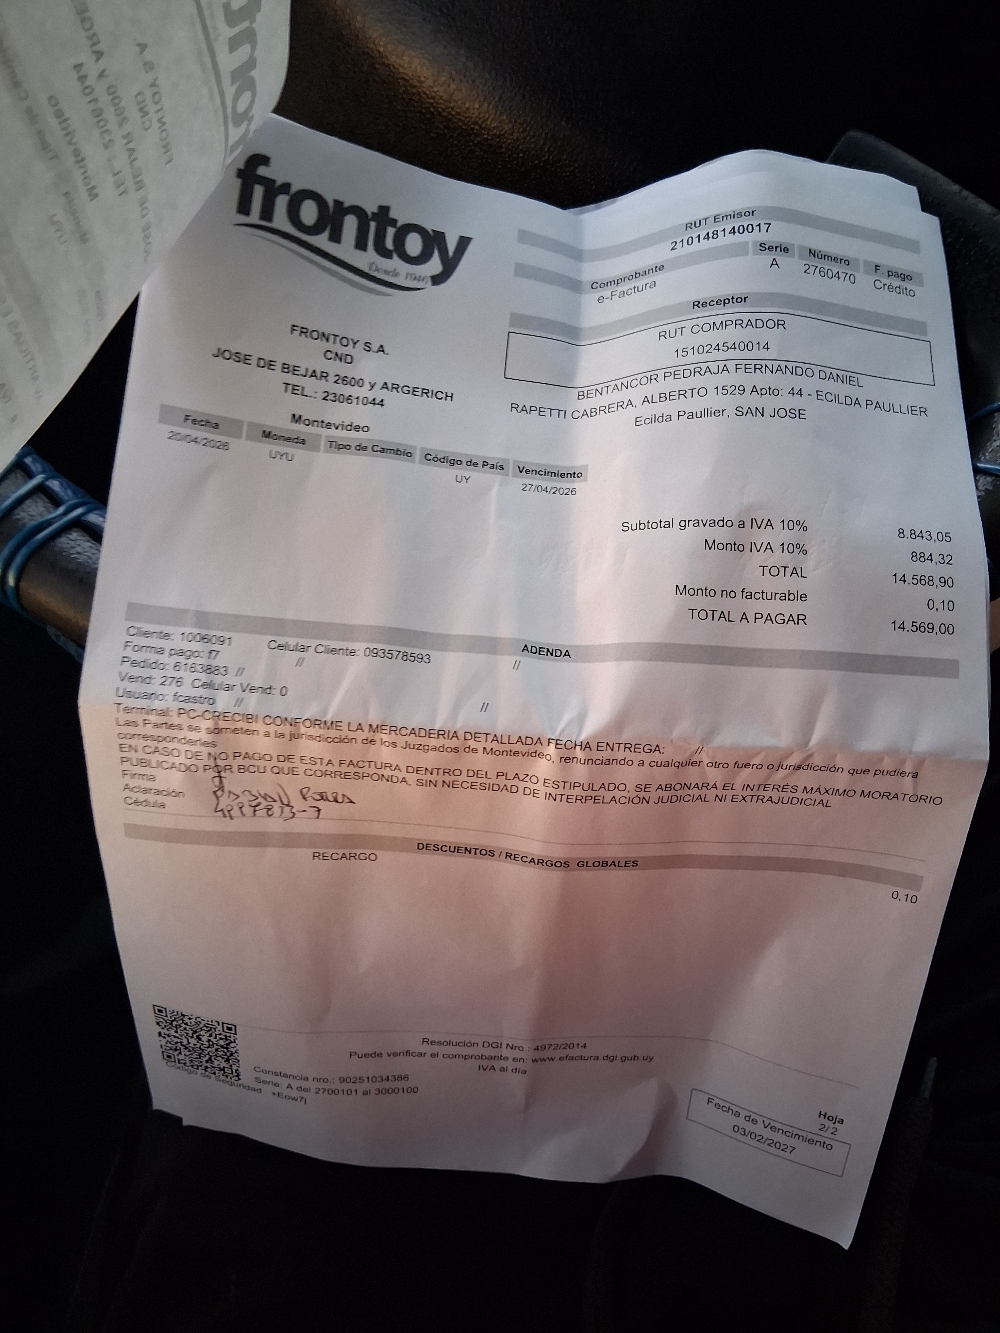 frontoy
Desde 1946
FRONTOY S.A.
CND
JOSE DE BEJAR 2600 y ARGERICH
TEL.: 23061044
Montevideo
RUT Emisor
210148140017
Comprobante Serie Número F. pago
e-Factura A 2760470 Crédito
Receptor
RUT COMPRADOR
151024540014
BENTANCOR PEDRAJA FERNANDO DANIEL
RAPETTI CABRERA, ALBERTO 1529 Apto: 44 - ECILDA PAULLIER
Ecilda Paullier, SAN JOSE
Fecha Moneda Tipo de Cambio Código de País Vencimiento
20/04/2026 UYU UY 27/04/2026
Subtotal gravado a IVA 10% 8.843,05
Monto IVA 10% 884,32
TOTAL 14.568,90
Monto no facturable 0,10
TOTAL A PAGAR 14.569,00
ADENDA
Cliente: 1006091 Celular Cliente: 093578593 //
Forma pago: f7 //
Pedido: 6163883 //
Vend: 276 Celular Vend: 0
Usuario: fcastro // //
Terminal: PC-CRECIBI CONFORME LA MERCADERIA DETALLADA FECHA ENTREGA: //
Las Partes se someten a la jurisdicción de los Juzgados de Montevideo, renunciando a cualquier otro fuero o jurisdicción que pudiera
corresponderles
EN CASO DE NO PAGO DE ESTA FACTURA DENTRO DEL PLAZO ESTIPULADO, SE ABONARÁ EL INTERÉS MÁXIMO MORATORIO
PUBLICADO POR BCU QUE CORRESPONDA, SIN NECESIDAD DE INTERPELACIÓN JUDICIAL NI EXTRAJUDICIAL
Firma
Aclaración
Cédula
DESCUENTOS / RECARGOS GLOBALES
RECARGO 0,10
Resolución DGI Nro : 4972/2014
Puede verificar el comprobante en: www.efactura.dgi.gub.uy
IVA al día
Constancia nro.: 90251034386
Serie: A del 2700101 al 3000100
Código de Seguridad : +Eow7j
Hoja
2/ 2
Fecha de Vencimiento
03/02/2027